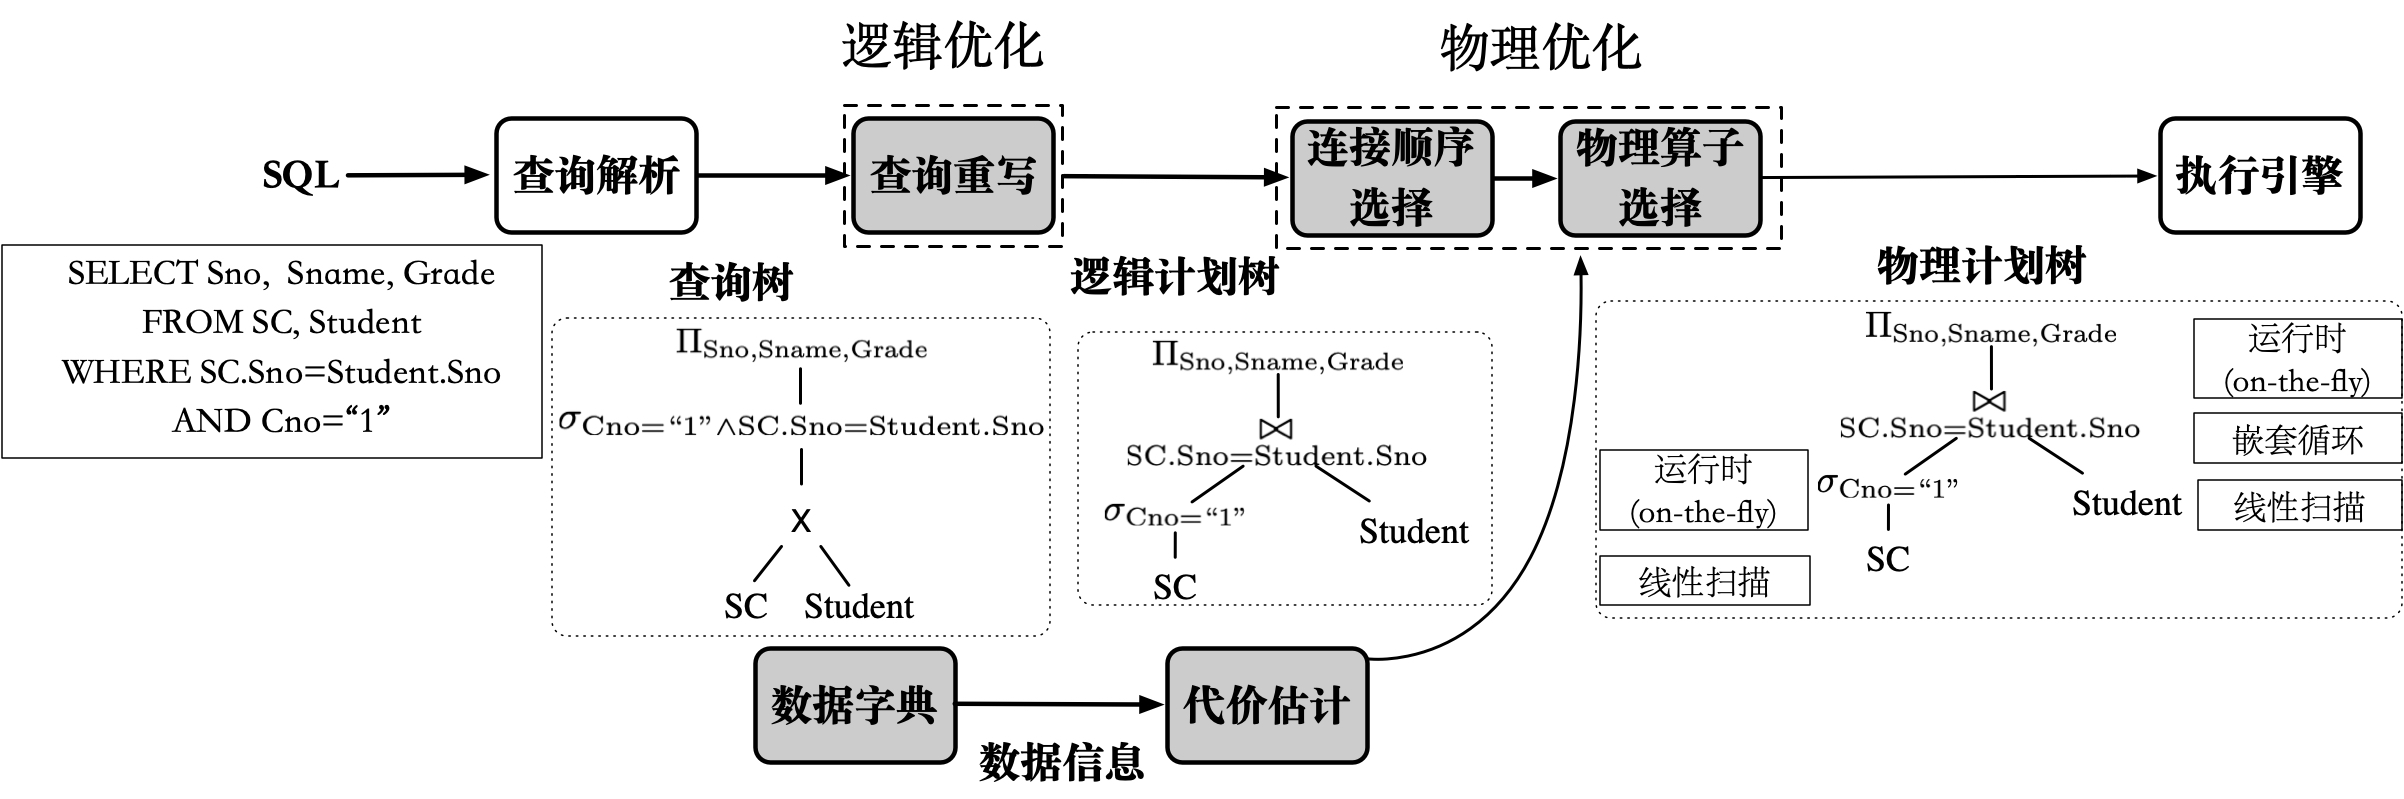 逻辑优化
物理优化
SQL
查询解析
查询重写
连接顺序
选择
物理算子
选择
执行引擎
SELECT Sno, Sname, Grade
FROM SC, Student
WHERE SC.Sno=Student.Sno
AND Cno=“1”
查询树
ΠSno,Sname,Grade
σCno=“1”∧SC.Sno=Student.Sno
X
SC Student
逻辑计划树
ΠSno,Sname,Grade
⋈
SC.Sno=Student.Sno
σCno=“1”
Student
SC
物理计划树
ΠSno,Sname,Grade
运行时
(on-the-fly)
⋈
SC.Sno=Student.Sno
嵌套循环
运行时
(on-the-fly)
σCno=“1”
Student
线性扫描
SC
线性扫描
数据字典
数据信息
代价估计